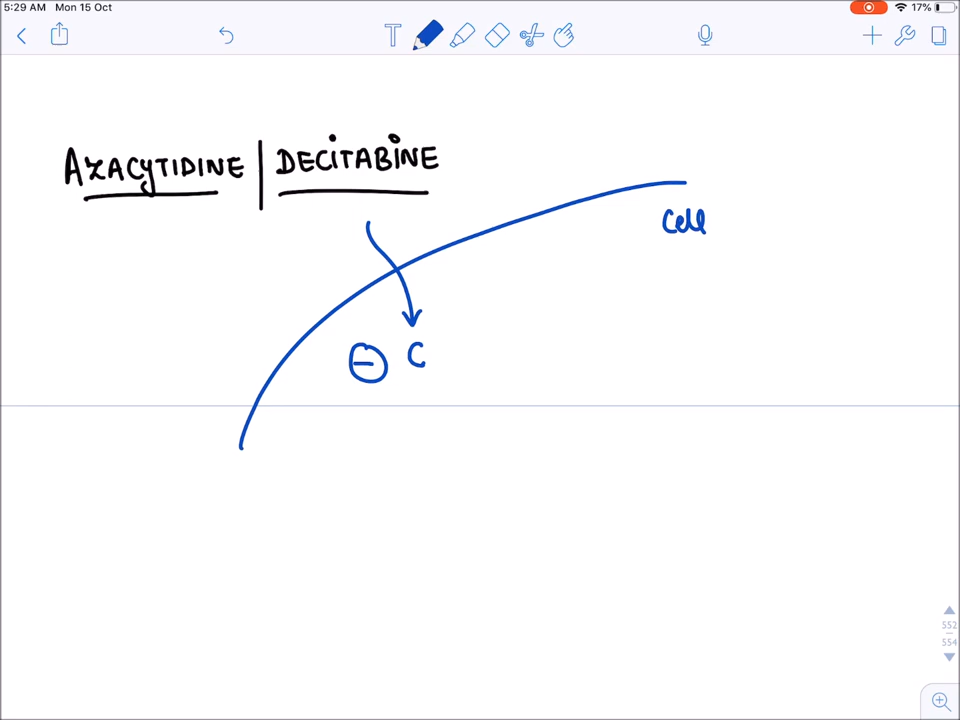 5:29 AM Mon 15 Oct 17%
T
AZACYTIDINE | DECITABINE
Cell
⊖ C
552
554